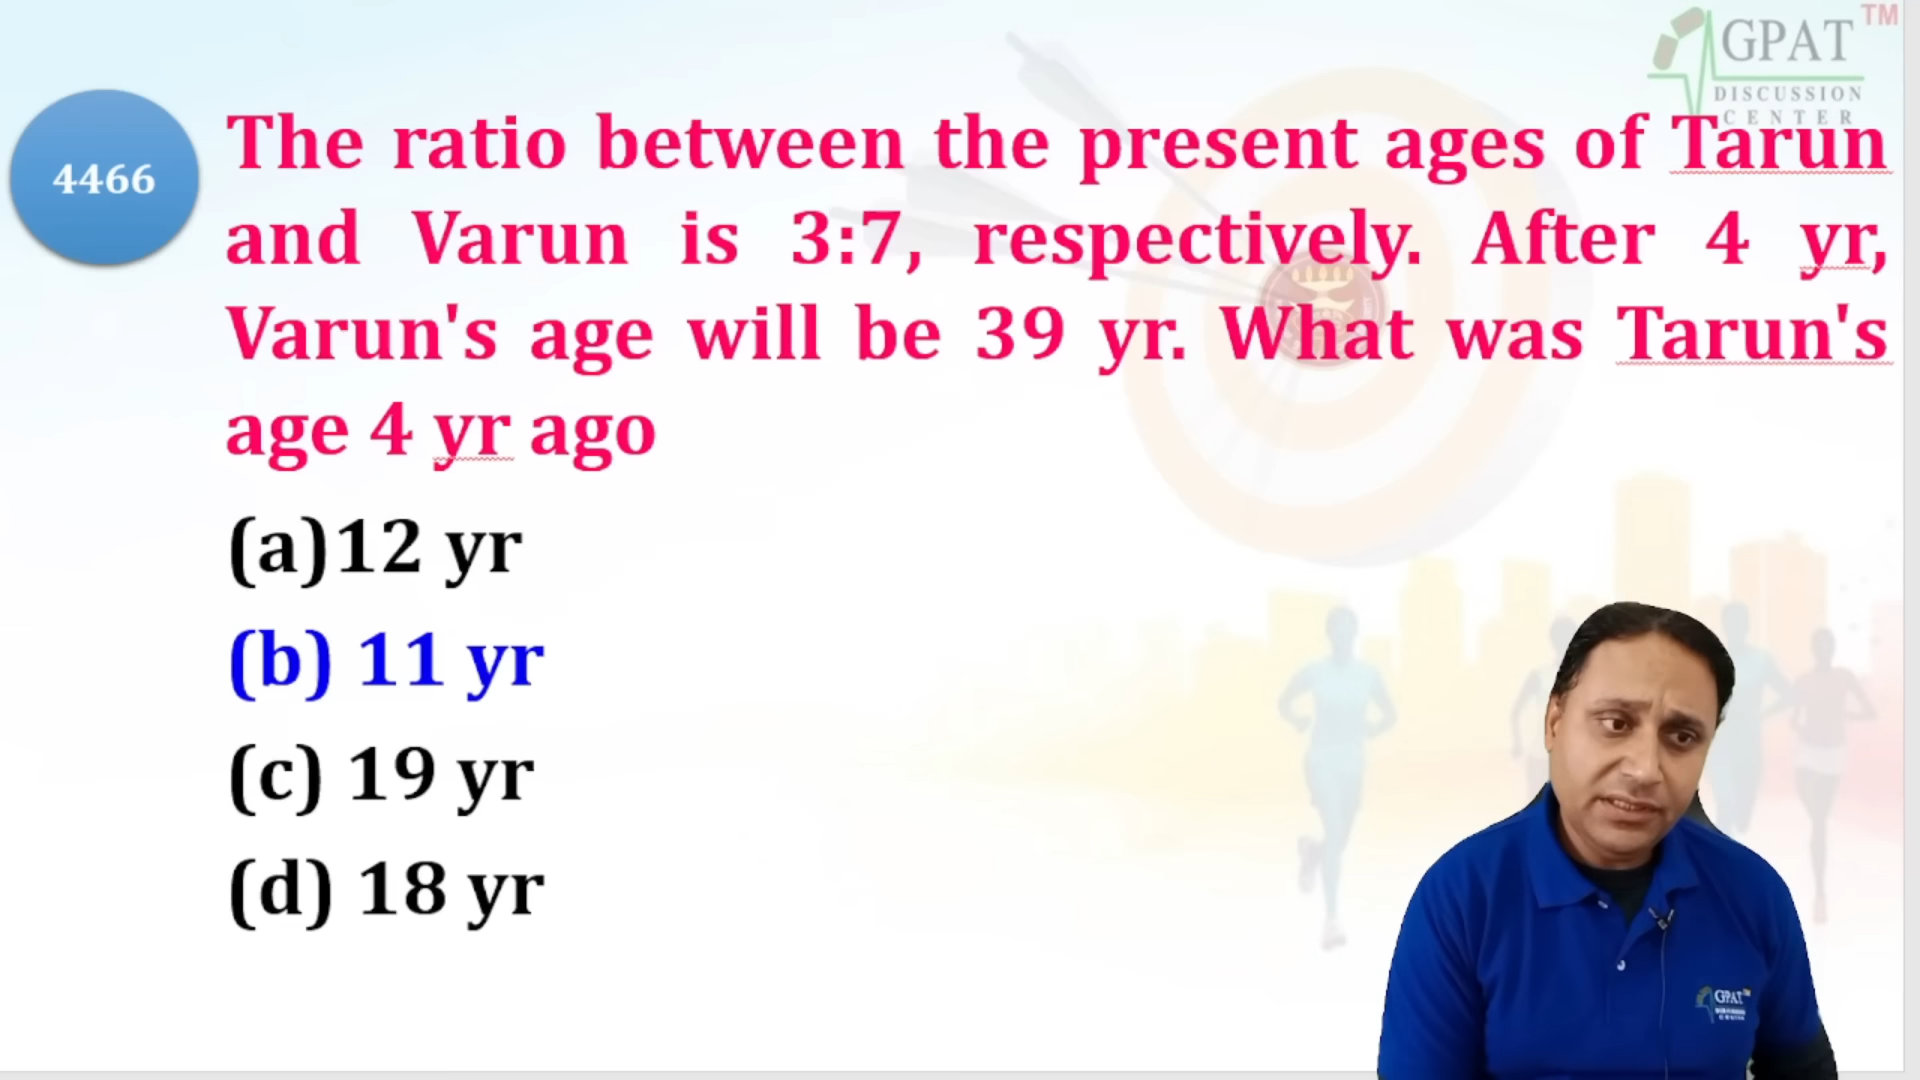 GPAT TM
DISCUSSION
CENTER
4466
The ratio between the present ages of Tarun
and Varun is 3:7, respectively. After 4 yr,
Varun's age will be 39 yr. What was Tarun's
age 4 yr ago
(a)12 yr
(b) 11 yr
(c) 19 yr
(d) 18 yr
GPAT